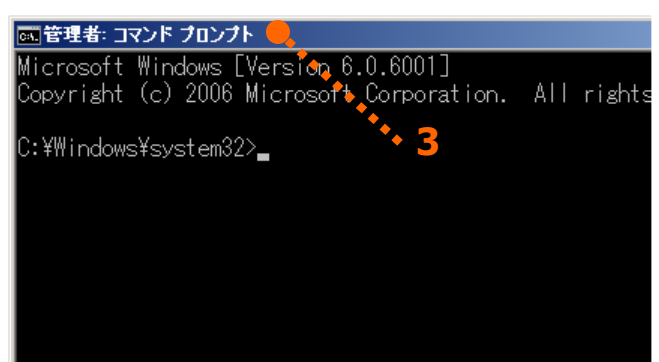 管理者: コマンド プロンプト
Microsoft Windows [Version 6.0.6001]
Copyright (c) 2006 Microsoft Corporation.  All rights
C:¥Windows¥system32>
3